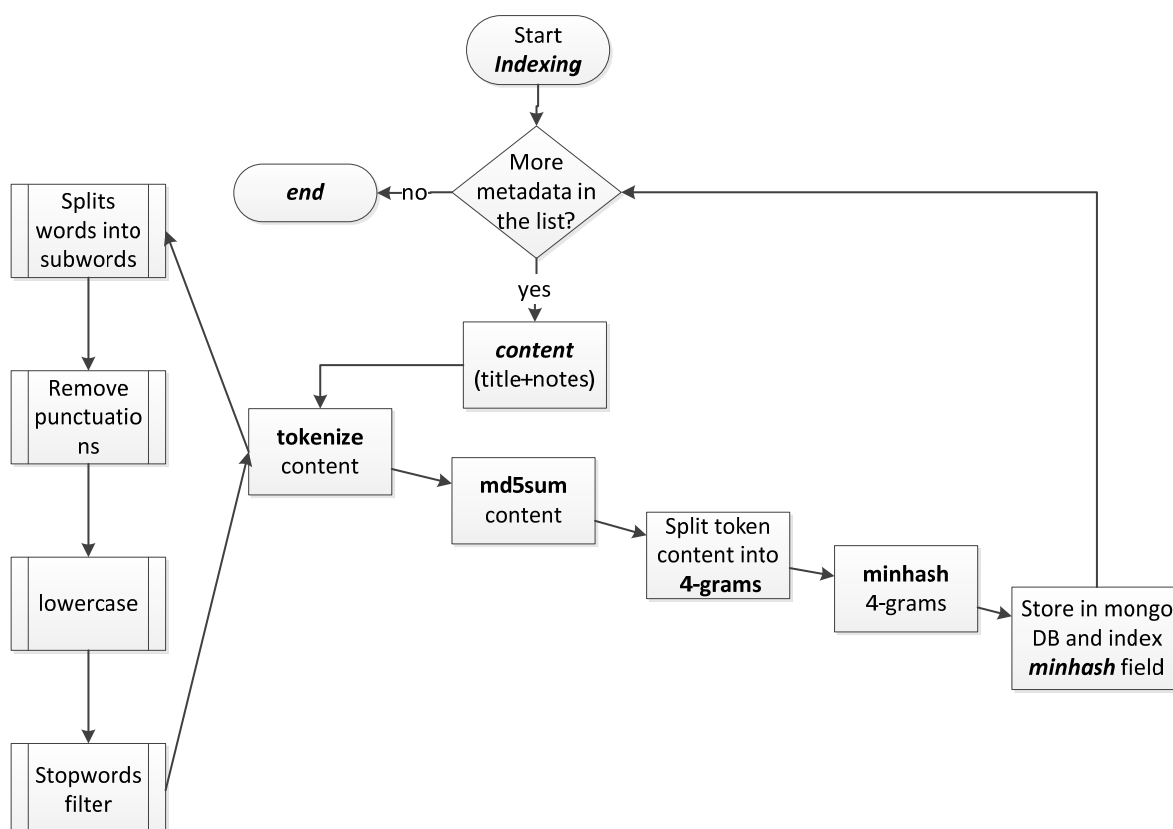 Start
Indexing
More
metadata in
the list?
no
end
yes
content
(title+notes)
Splits
words into
subwords
Remove
punctuatio
ns
lowercase
Stopwords
filter
tokenize
content
md5sum
content
Split token
content into
4-grams
minhash
4-grams
Store in mongo
DB and index
minhash field